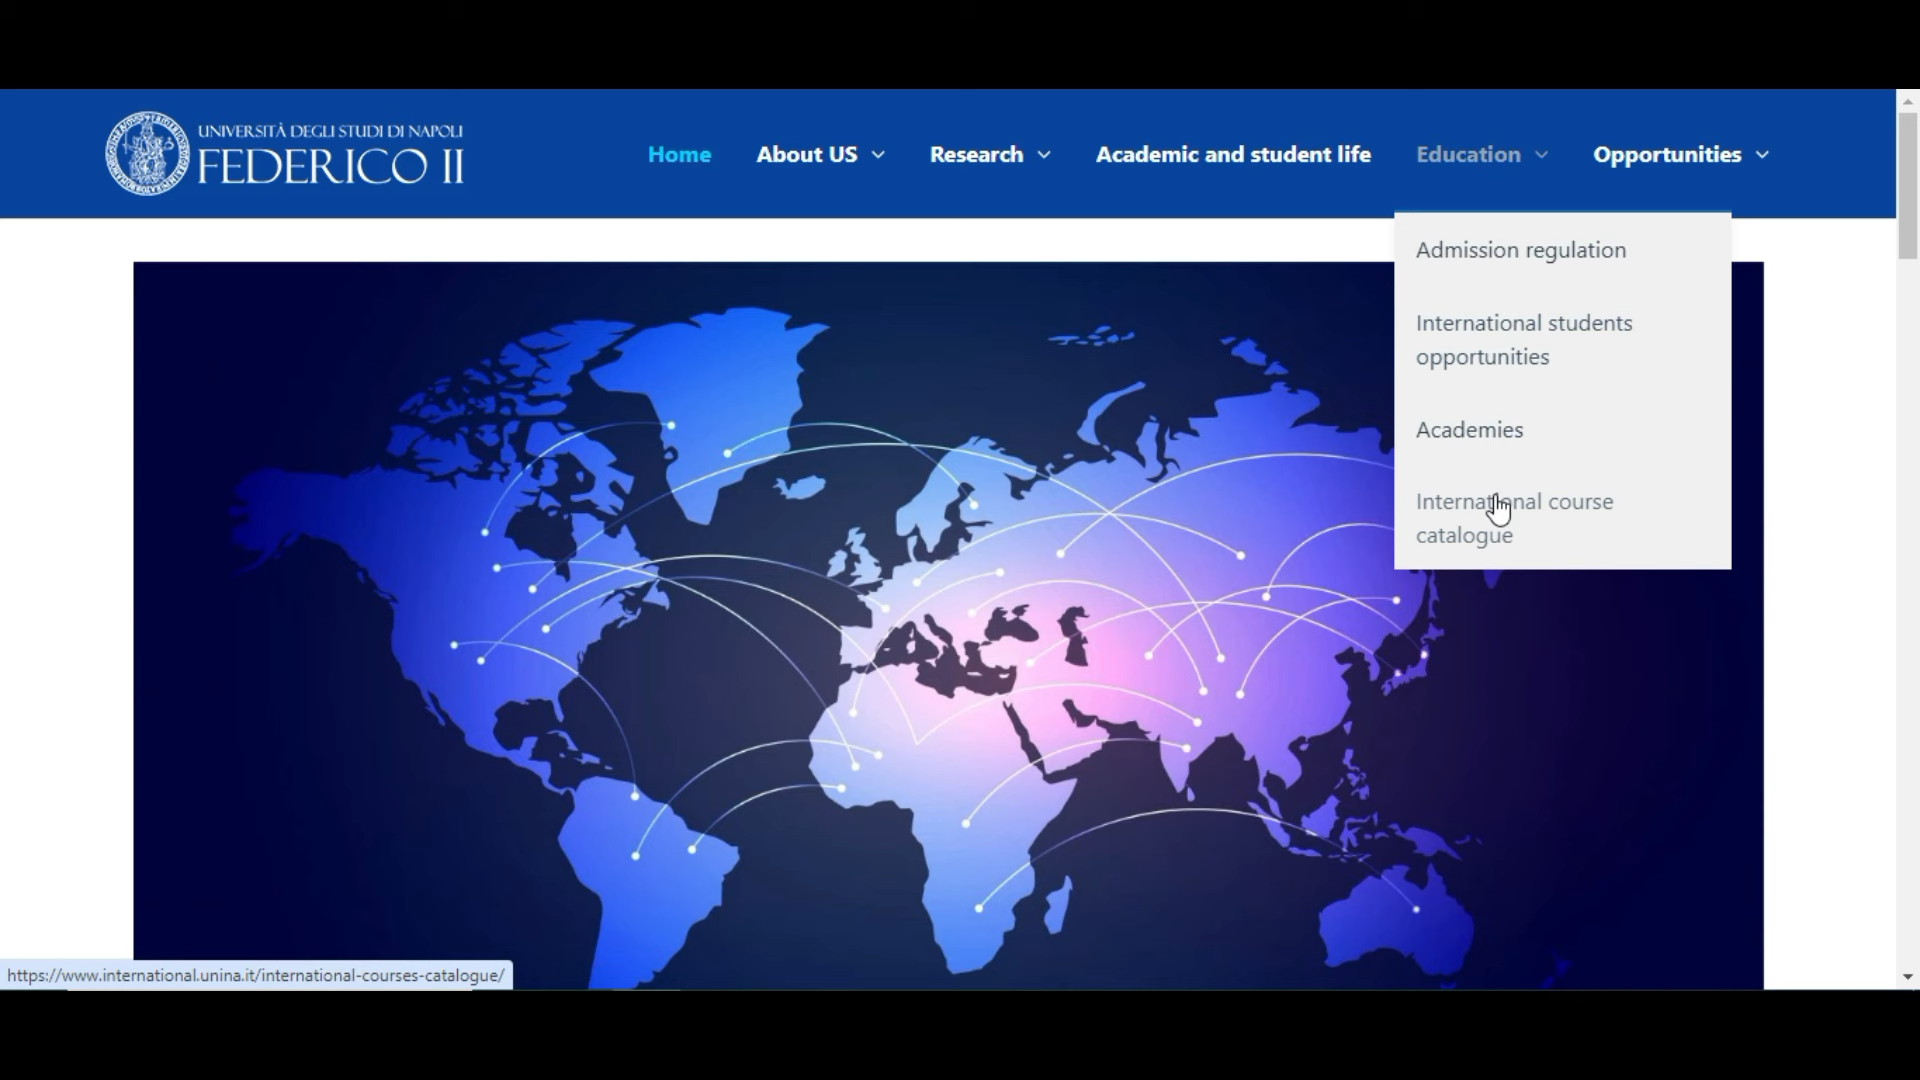 UNIVERSITÀ DEGLI STUDI DI NAPOLI
FEDERICO II
Home
About US
Research
Academic and student life
Education
Opportunities
Admission regulation
International students
opportunities
Academies
International course
catalogue
https://www.international.unina.it/international-courses-catalogue/